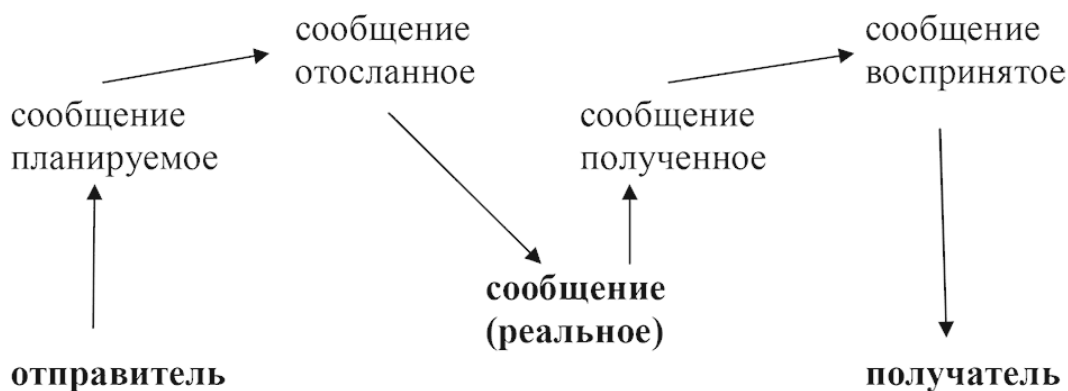 сообщение
отосланное
сообщение
воспринятое
сообщение
планируемое
сообщение
полученное
сообщение
(реальное)
отправитель
получатель